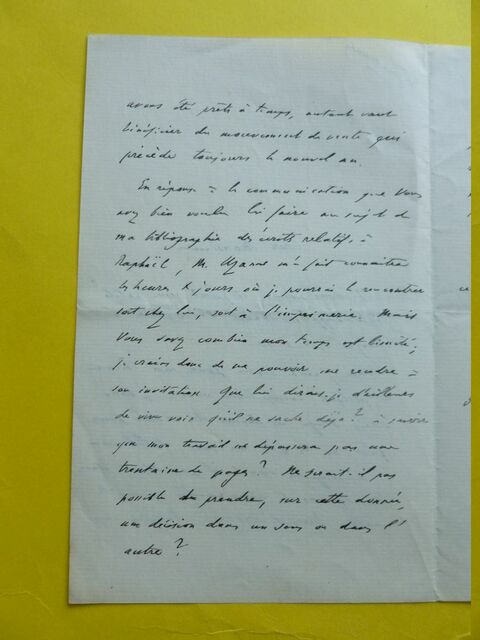 avons été prêts à temps, autant vaut
bénéficier du mouvement de vente qui
précède toujours le nouvel an.
En réponse à la communication que vous
avez bien voulu lui faire au sujet de
ma bibliographie des écrits relatifs à
Raphaël, Mr. Uzanne m'a fait connaître
les heures & jours où je pourrai le rencontrer
soit chez lui, soit à l'imprimerie. Mais
vous savez combien mon temps est limité;
je crains donc de ne pouvoir me rendre à
son invitation. Que lui dirais-je d'ailleurs
de vive voix qu'il ne sache déjà? à savoir
que mon travail ne dépassera pas une
trentaine de pages? Ne serait-il pas
possible de prendre, sur cette donnée,
une décision dans un sens ou dans l'
autre?